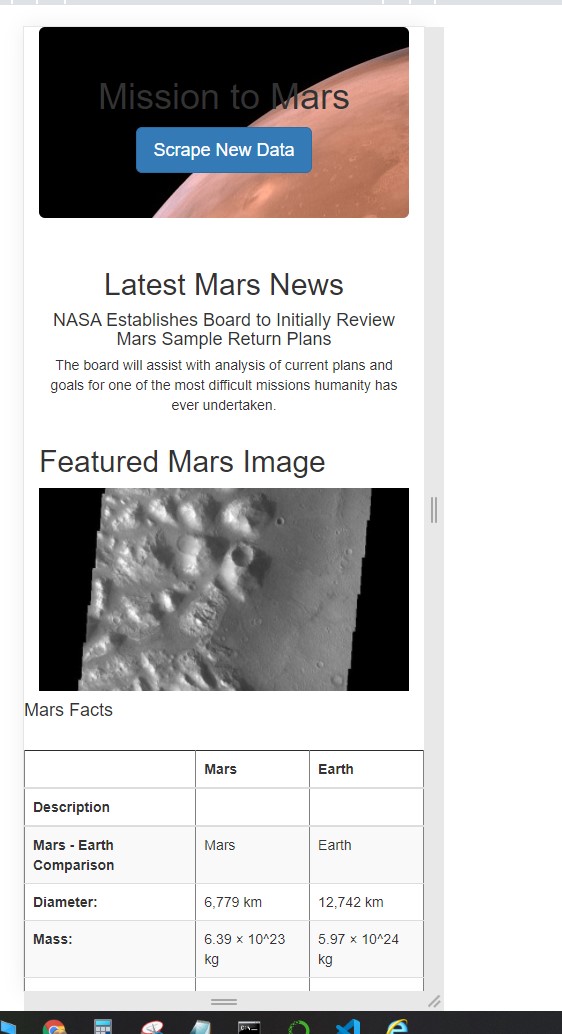 Mission to Mars
Scrape New Data
Latest Mars News
NASA Establishes Board to Initially Review
Mars Sample Return Plans
The board will assist with analysis of current plans and
goals for one of the most difficult missions humanity has
ever undertaken.
Featured Mars Image
Mars Facts
Mars Earth
Description
Mars - Earth Mars Earth
Comparison
Diameter: 6,779 km 12,742 km
Mass: 6.39 × 10^23 5.97 × 10^24
kg kg